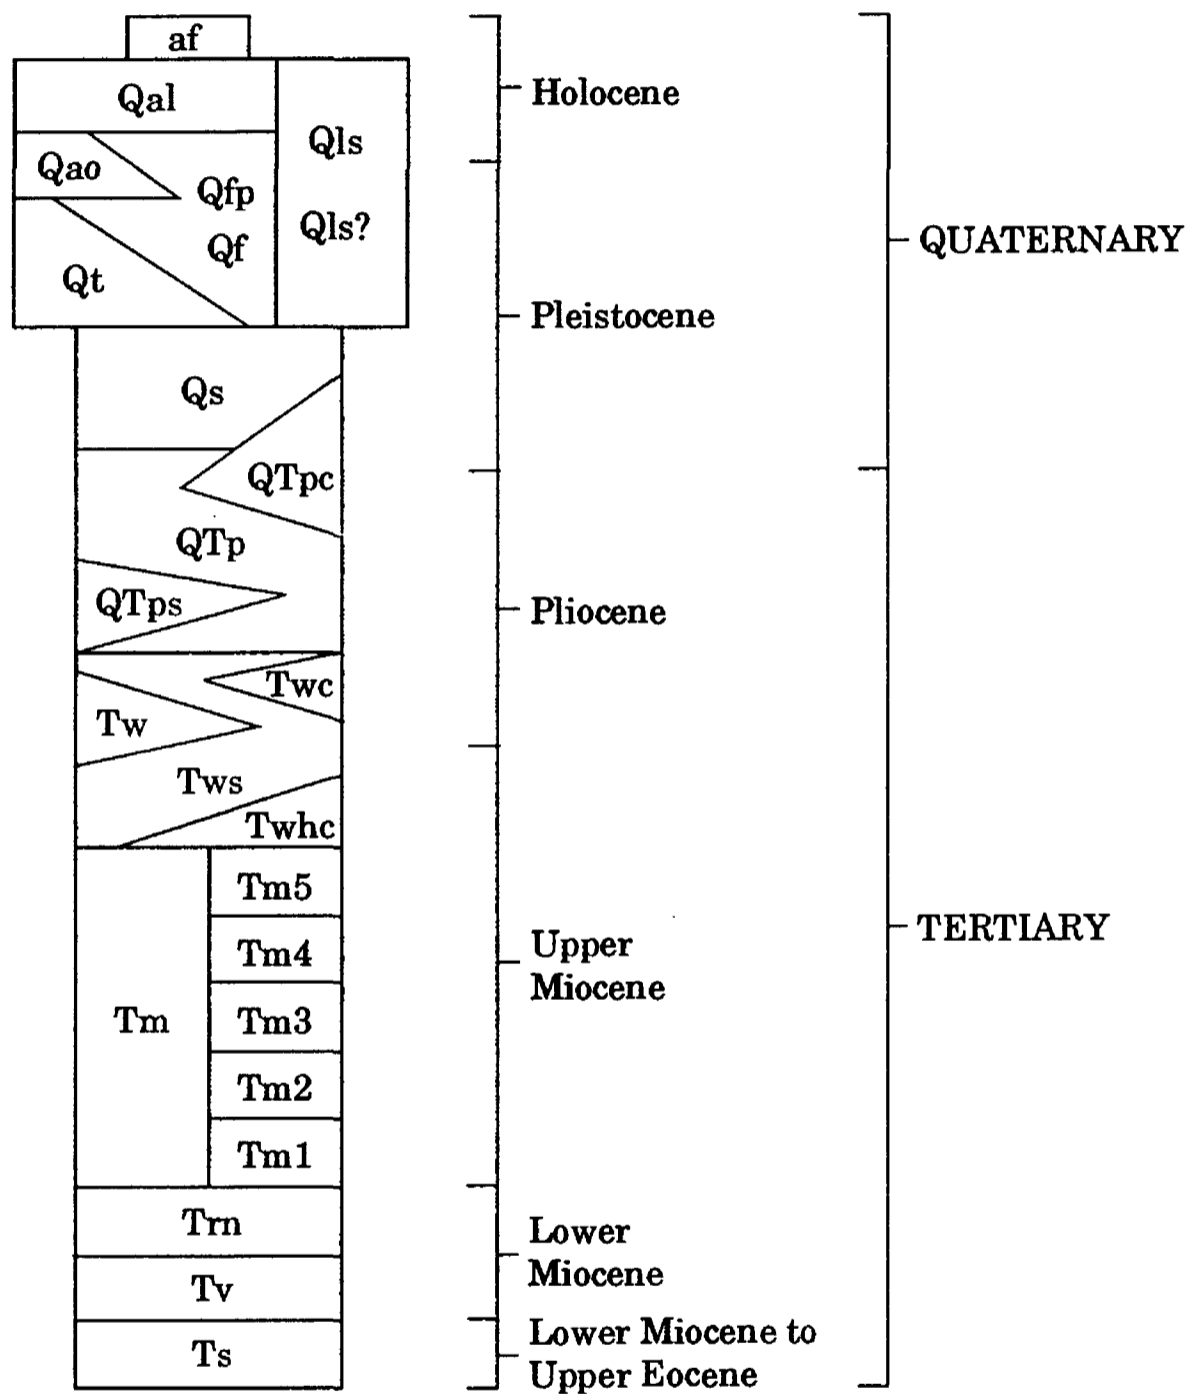 af
Qal
Qls
Qao
Qfp
Qls?
Qf
Qt
Qs
QTpc
QTp
QTps
Twc
Tw
Tws
Twhc
Tm5
Tm4
Tm
Tm3
Tm2
Tm1
Trn
Tv
Ts
Holocene
Pleistocene
Pliocene
Upper
Miocene
Lower
Miocene
Lower Miocene to
Upper Eocene
QUATERNARY
TERTIARY